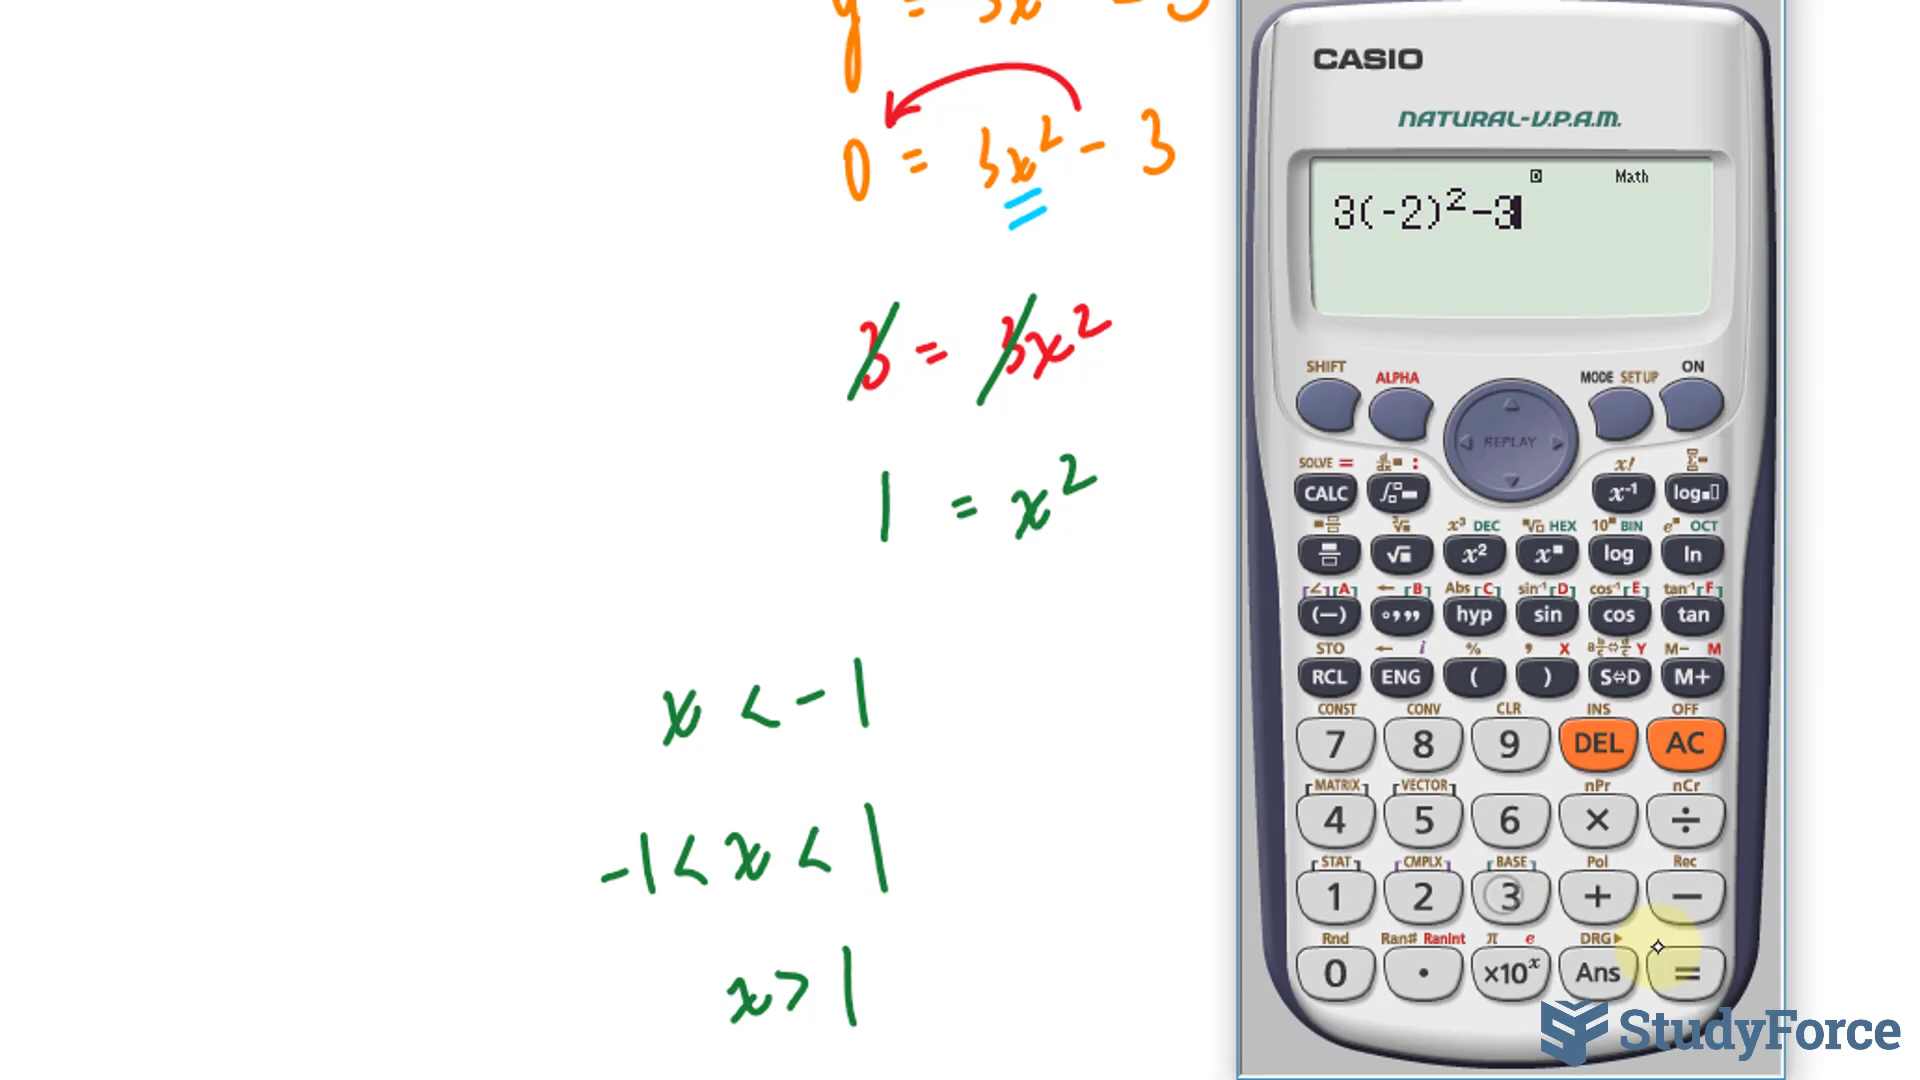 y = 3x² - 3
0 = 3x² - 3
3 = 3x²
1 = x²
x < -1
-1 < x < 1
x > 1
CASIO
NATURAL-V.P.A.M.
D Math
3(-2)²-3
SHIFT ALPHA MODE SETUP ON
REPLAY
SOLVE = d/dx :  x! Σ
CALC ∫ x⁻¹ log
³√ x³ DEC √ HEX 10 BIN e OCT
√ x² x log ln
∠ A ← B Abs C sin⁻¹ D cos⁻¹ E tan⁻¹ F
(−) °,,, hyp sin cos tan
STO ← i % , X a b/c⇔d/c Y M− M
RCL ENG ( ) S⇔D M+
CONST CONV CLR INS OFF
7 8 9 DEL AC
MATRIX VECTOR nPr nCr
4 5 6 × ÷
STAT CMPLX BASE Pol Rec
1 2 3 + −
Rnd Ran# RanInt π e DRG▶
0 • ×10ˣ Ans =
StudyForce